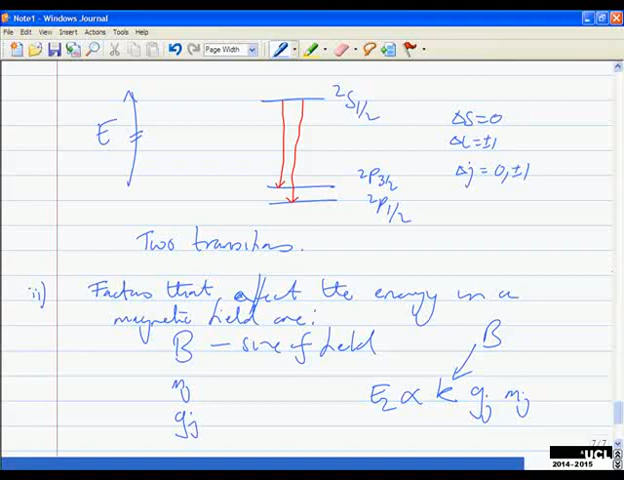 Note1 - Windows Journal
File Edit View Insert Actions Tools Help
Page Width
E
²S₁/₂
ΔS=0
ΔL=±1
Δj = 0, ±1
²P₃/₂
²P₁/₂
Two transitions.
ii) Factors that affect the energy in a
magnetic field are:
B - size of field
B
mj
E₂ ∝ k gj mj
gj
7/7
UCL
2014-2015